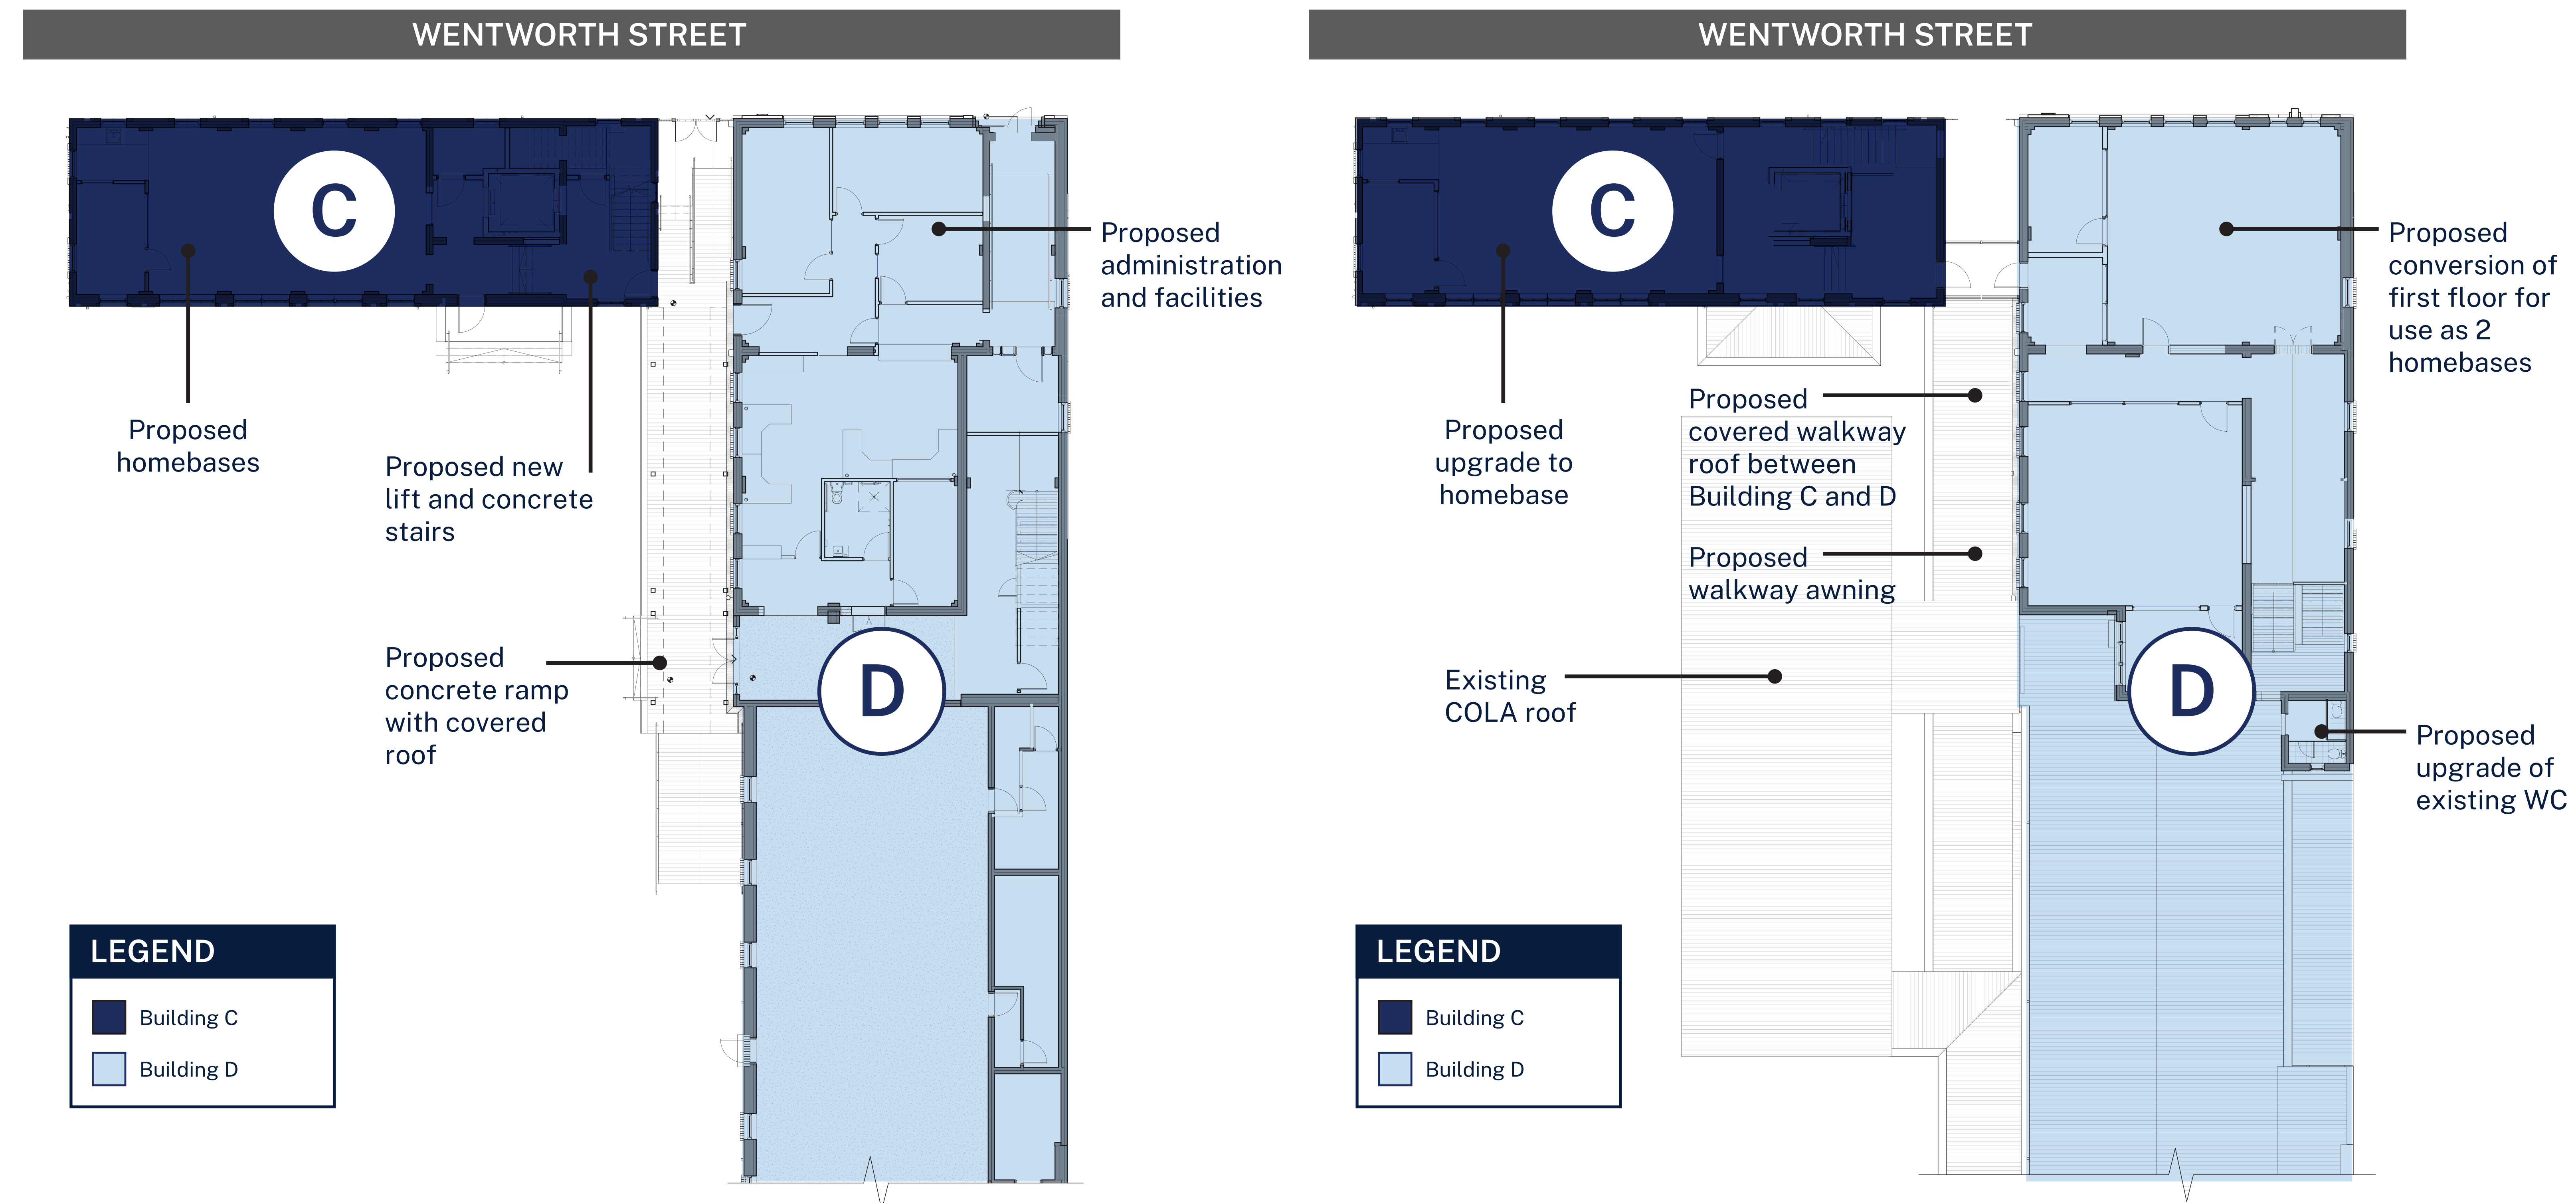 WENTWORTH STREET
C
Proposed
homebases
Proposed new
lift and concrete
stairs
Proposed
administration
and facilities
Proposed
concrete ramp
with covered
roof
D
LEGEND
Building C
Building D
WENTWORTH STREET
C
Proposed
upgrade to
homebase
Proposed
covered walkway
roof between
Building C and D
Proposed
walkway awning
Proposed
conversion of
first floor for
use as 2
homebases
Existing
COLA roof
D
Proposed
upgrade of
existing WC
LEGEND
Building C
Building D